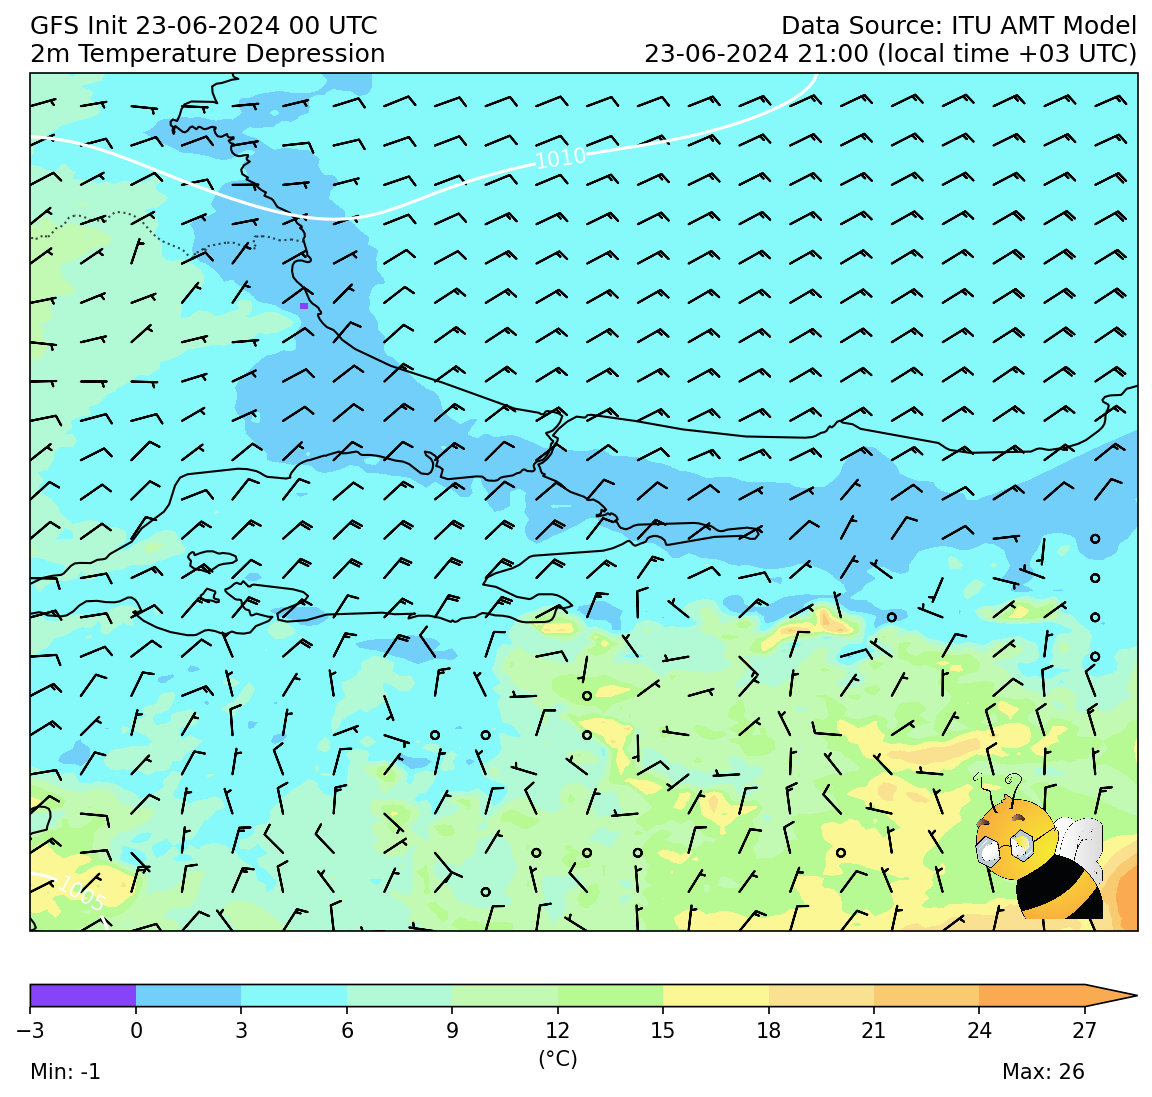 GFS Init 23-06-2024 00 UTC
Data Source: ITU AMT Model
2m Temperature Depression
23-06-2024 21:00 (local time +03 UTC)
1010
1005
−3 0 3 6 9 12 15 18 21 24 27
(°C)
Min: -1
Max: 26